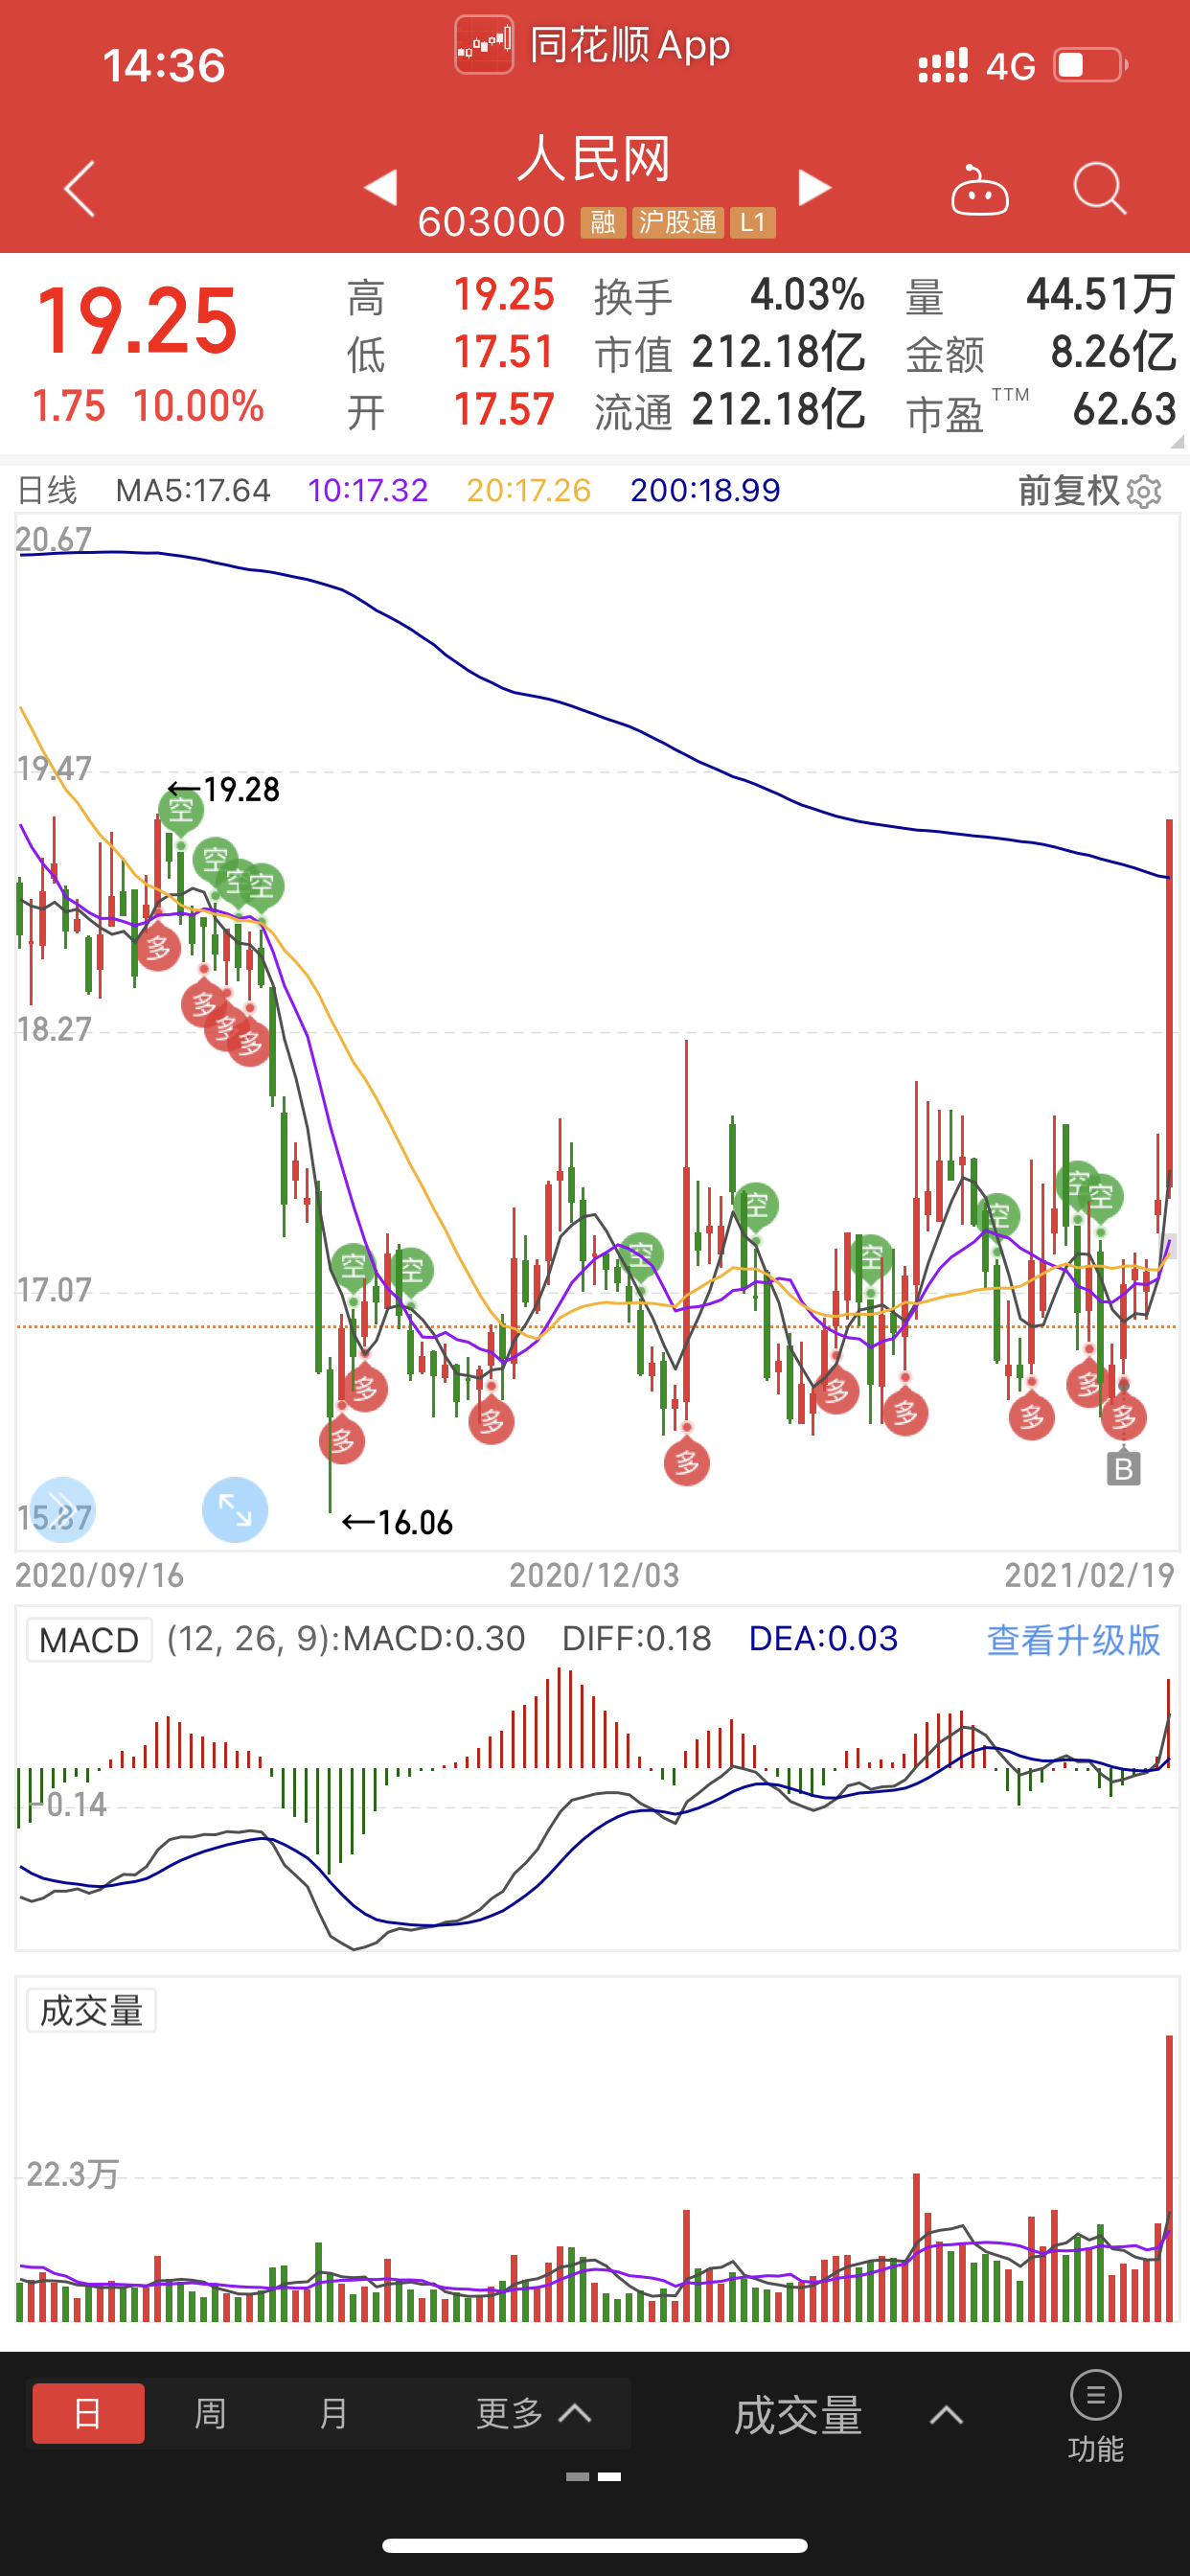 14:36
同花顺App
4G
人民网
603000 融 沪股通 L1
19.25
1.75 10.00%
高 19.25 换手 4.03% 量 44.51万
低 17.51 市值 212.18亿 金额 8.26亿
开 17.57 流通 212.18亿 市盈TTM 62.63
日线 MA5:17.64 10:17.32 20:17.26 200:18.99 前复权
20.67
19.47
←19.28
空
空
空 空
多
多
多
多
18.27
空
空
空
空 空
空
空
空
17.07
多
多
多
多
多
多
多
多
多
B
15.87
←16.06
2020/09/16 2020/12/03 2021/02/19
MACD (12, 26, 9):MACD:0.30 DIFF:0.18 DEA:0.03 查看升级版
-0.14
成交量
22.3万
日 周 月 更多 成交量
功能